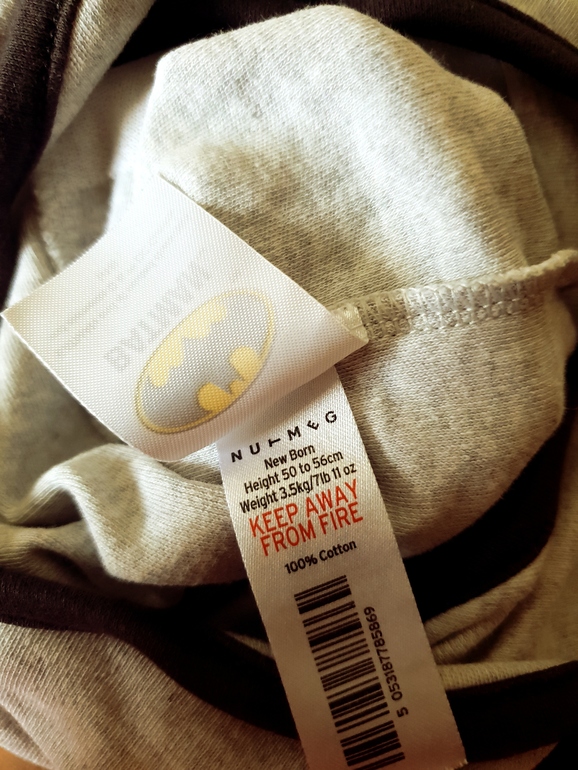 BATMAN
NUTMEG
New Born
Height 50 to 56cm
Weight 3.5kg/7lb 11 oz
KEEP AWAY
FROM FIRE
100% Cotton
5 053187 785869